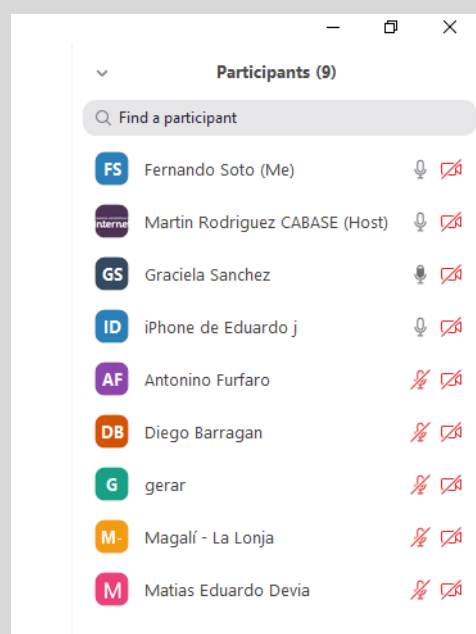 Participants (9)
Find a participant
FS Fernando Soto (Me)
interne Martin Rodriguez CABASE (Host)
GS Graciela Sanchez
ID iPhone de Eduardo j
AF Antonino Furfaro
DB Diego Barragan
G gerar
M- Magalí - La Lonja
M Matias Eduardo Devia